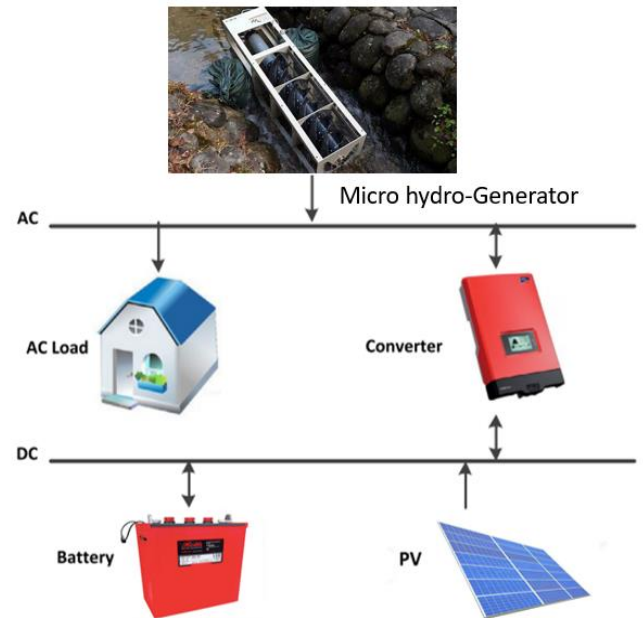 Micro hydro-Generator
AC
AC Load
Converter
DC
Battery
PV